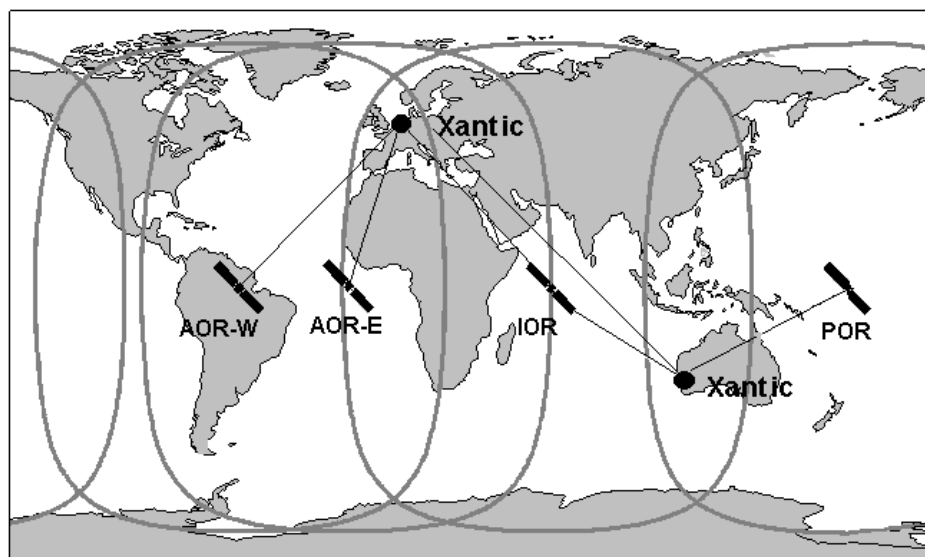 Xantic
AOR-W
AOR-E
IOR
POR
Xantic